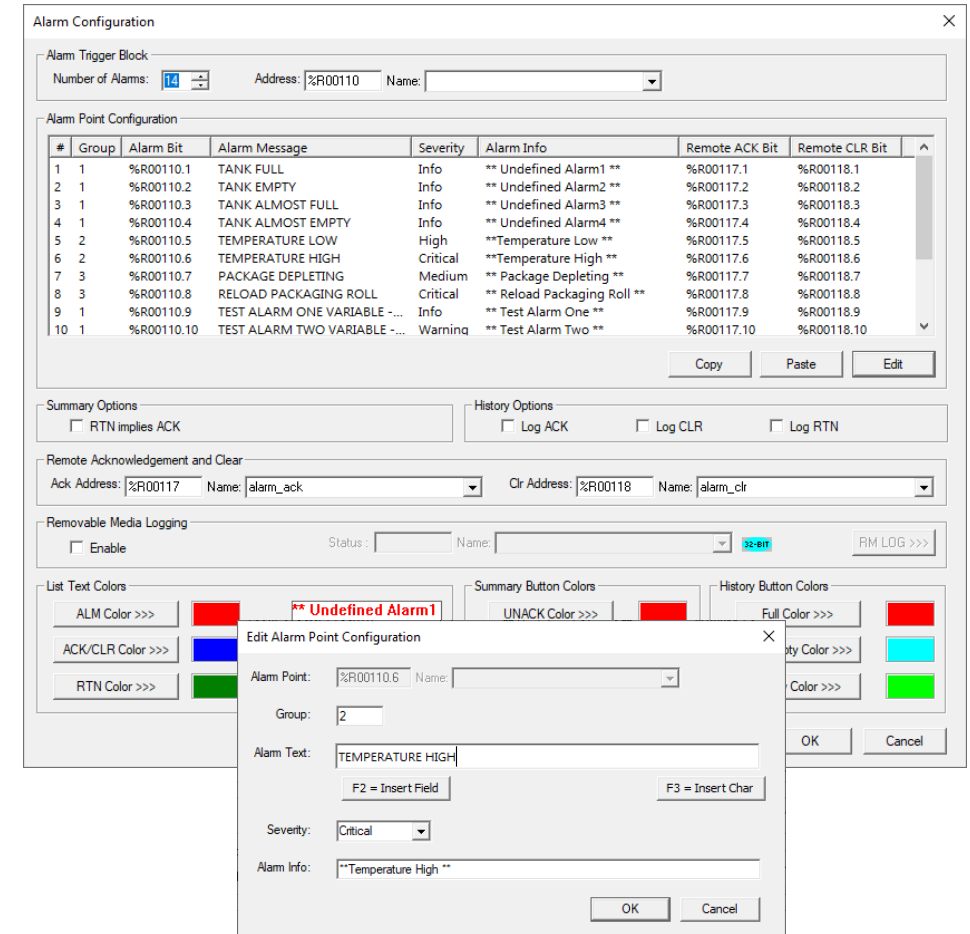 Alarm Configuration
Alarm Trigger Block
Number of Alarms: 14 Address: %R00110 Name:
Alarm Point Configuration
# Group Alarm Bit Alarm Message Severity Alarm Info Remote ACK Bit Remote CLR Bit
1 1 %R00110.1 TANK FULL Info ** Undefined Alarm1 ** %R00117.1 %R00118.1
2 1 %R00110.2 TANK EMPTY Info ** Undefined Alarm2 ** %R00117.2 %R00118.2
3 1 %R00110.3 TANK ALMOST FULL Info ** Undefined Alarm3 ** %R00117.3 %R00118.3
4 1 %R00110.4 TANK ALMOST EMPTY Info ** Undefined Alarm4 ** %R00117.4 %R00118.4
5 2 %R00110.5 TEMPERATURE LOW High **Temperature Low ** %R00117.5 %R00118.5
6 2 %R00110.6 TEMPERATURE HIGH Critical **Temperature High ** %R00117.6 %R00118.6
7 3 %R00110.7 PACKAGE DEPLETING Medium ** Package Depleting ** %R00117.7 %R00118.7
8 3 %R00110.8 RELOAD PACKAGING ROLL Critical ** Reload Packaging Roll ** %R00117.8 %R00118.8
9 1 %R00110.9 TEST ALARM ONE VARIABLE -... Info ** Test Alarm One ** %R00117.9 %R00118.9
10 1 %R00110.10 TEST ALARM TWO VARIABLE -... Warning ** Test Alarm Two ** %R00117.10 %R00118.10
Copy Paste Edit
Summary Options History Options
RTN implies ACK Log ACK Log CLR Log RTN
Remote Acknowledgement and Clear
Ack Address: %R00117 Name: alarm_ack Clr Address: %R00118 Name: alarm_clr
Removable Media Logging
Enable Status : Name: 32-BIT RM LOG >>>
List Text Colors Summary Button Colors History Button Colors
ALM Color >>> ** Undefined Alarm1 UNACK Color >>> Full Color >>>
ACK/CLR Color >>> pty Color >>>
RTN Color >>> Color >>>
OK Cancel
Edit Alarm Point Configuration
Alarm Point: %R00110.6 Name:
Group: 2
Alarm Text: TEMPERATURE HIGH
F2 = Insert Field F3 = Insert Char
Severity: Critical
Alarm Info: **Temperature High **
OK Cancel